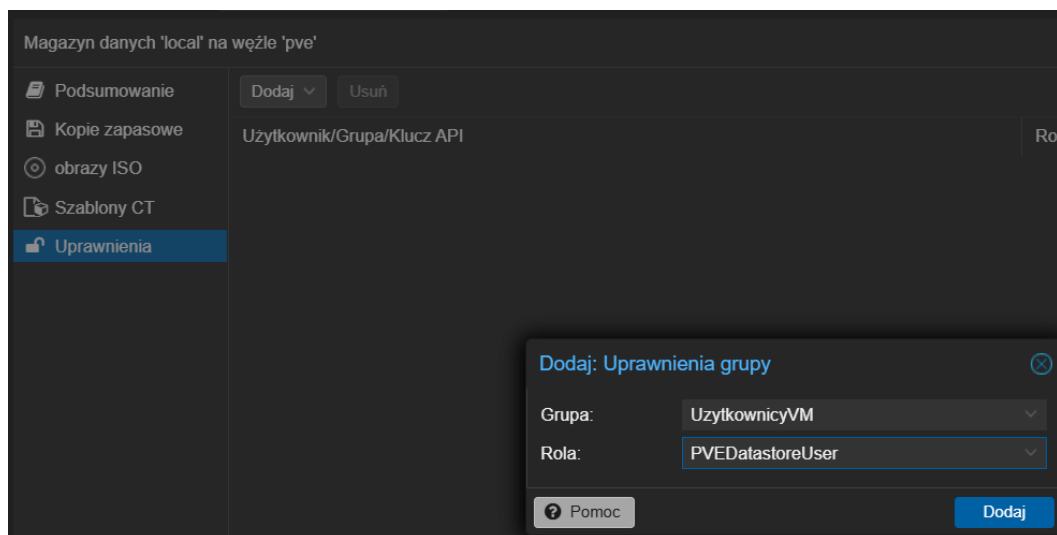 Magazyn danych 'local' na węźle 'pve'
Podsumowanie
Kopie zapasowe
obrazy ISO
Szablony CT
Uprawnienia
Dodaj Usuń
Użytkownik/Grupa/Klucz API Ro
Dodaj: Uprawnienia grupy
Grupa: UzytkownicyVM
Rola: PVEDatastoreUser
Pomoc Dodaj